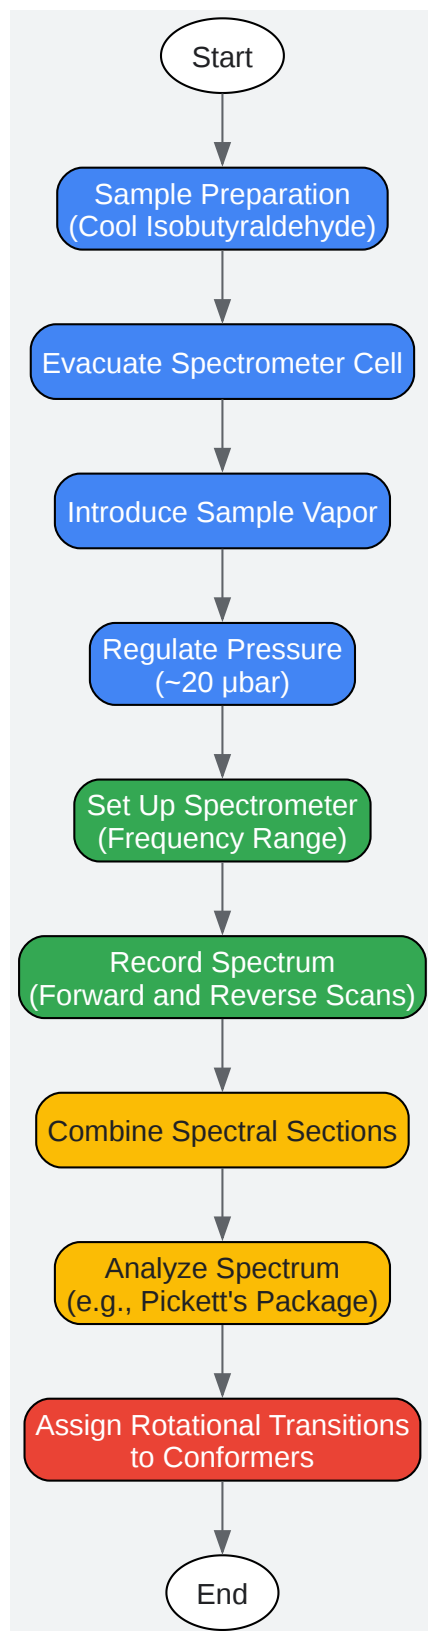 Start
Sample Preparation
(Cool Isobutyraldehyde)
Evacuate Spectrometer Cell
Introduce Sample Vapor
Regulate Pressure
(~20 μbar)
Set Up Spectrometer
(Frequency Range)
Record Spectrum
(Forward and Reverse Scans)
Combine Spectral Sections
Analyze Spectrum
(e.g., Pickett's Package)
Assign Rotational Transitions
to Conformers
End